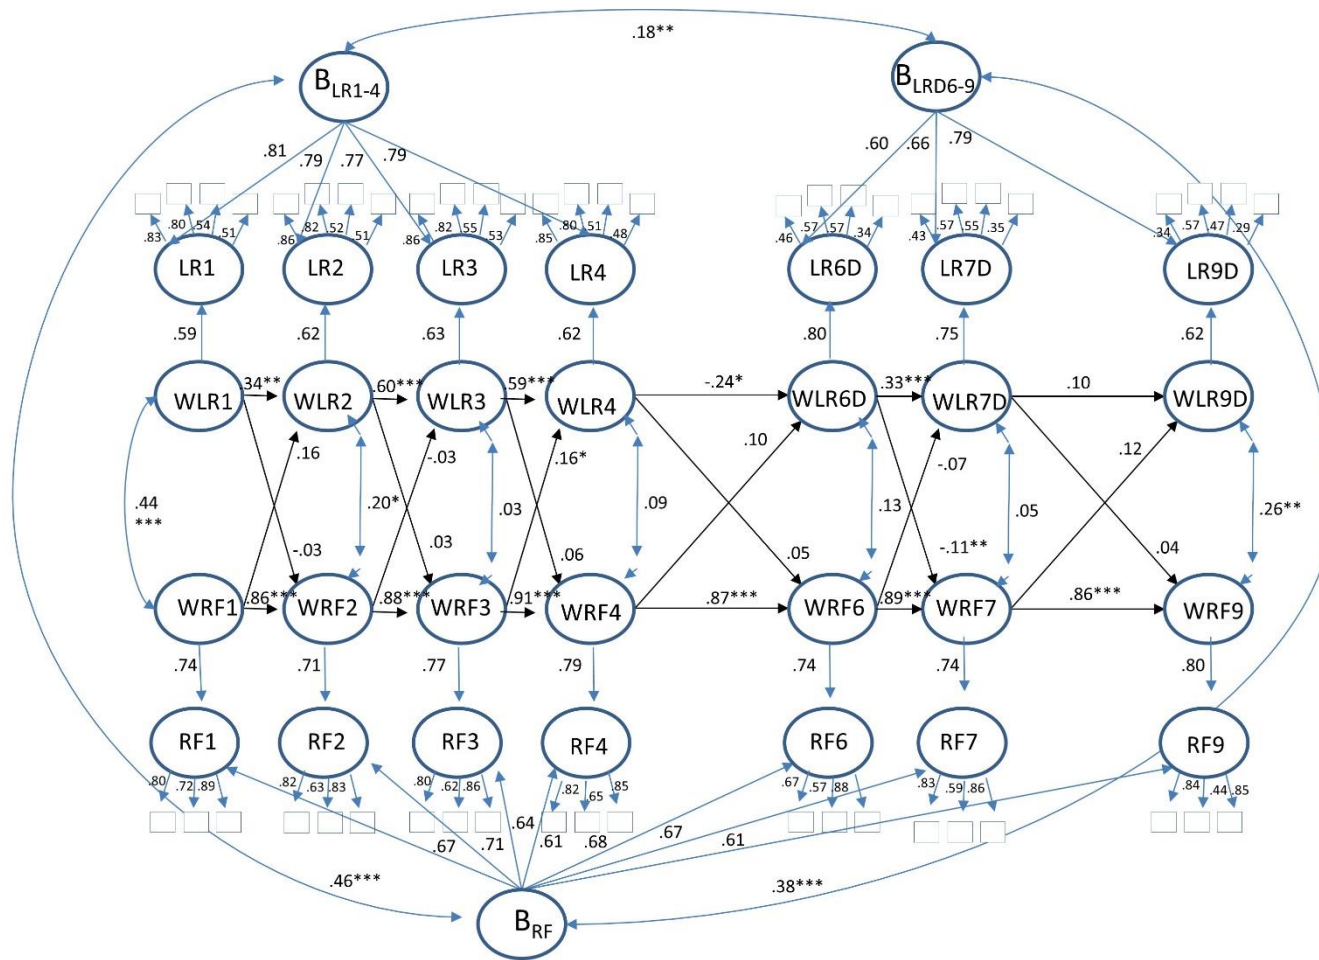 .18**
B LR1-4
B LRD6-9
.81 .79 .77 .79
.60 .66 .79
.83 .80 .54 .51
.86 .82 .52 .51
.86 .82 .55 .53
.85 .80 .51 .48
.46 .57 .57 .34
.43 .57 .55 .35
.34 .57 .47 .29
LR1 LR2 LR3 LR4 LR6D LR7D LR9D
.59 .62 .63 .62 .80 .75 .62
WLR1 .34** WLR2 .60*** WLR3 .59*** WLR4 -.24* WLR6D .33*** WLR7D .10 WLR9D
.16 -.03 .16* .10 -.07 .12
.44
***
.20* .03 .09 .13 .05 .26**
-.03 .03 .06 .05 -.11** .04
WRF1 .86*** WRF2 .88*** WRF3 .91*** WRF4 .87*** WRF6 .89*** WRF7 .86*** WRF9
.74 .71 .77 .79 .74 .74 .80
RF1 RF2 RF3 RF4 RF6 RF7 RF9
.80 .72 .89
.82 .63 .83
.80 .62 .86
.82 .65 .85
.67 .57 .88
.83 .59 .86
.84 .44 .85
.67 .71 .64 .61 .68 .67 .61
.46*** .38***
B RF